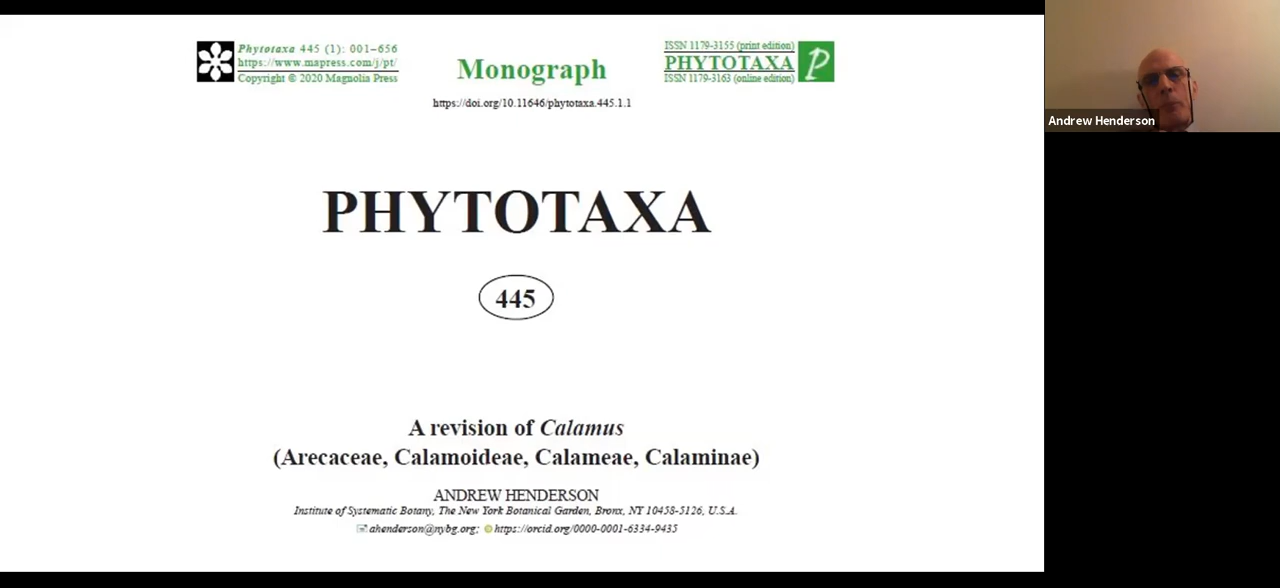 Phytotaxa 445 (1): 001–656
https://www.mapress.com/j/pt/
Copyright © 2020 Magnolia Press
Monograph
https://doi.org/10.11646/phytotaxa.445.1.1
ISSN 1179-3155 (print edition)
PHYTOTAXA
ISSN 1179-3163 (online edition)
P
Andrew Henderson
PHYTOTAXA
445
A revision of Calamus
(Arecaceae, Calamoideae, Calameae, Calaminae)
ANDREW HENDERSON
Institute of Systematic Botany, The New York Botanical Garden, Bronx, NY 10458-5126, U.S.A.
ahenderson@nybg.org; https://orcid.org/0000-0001-6334-9435